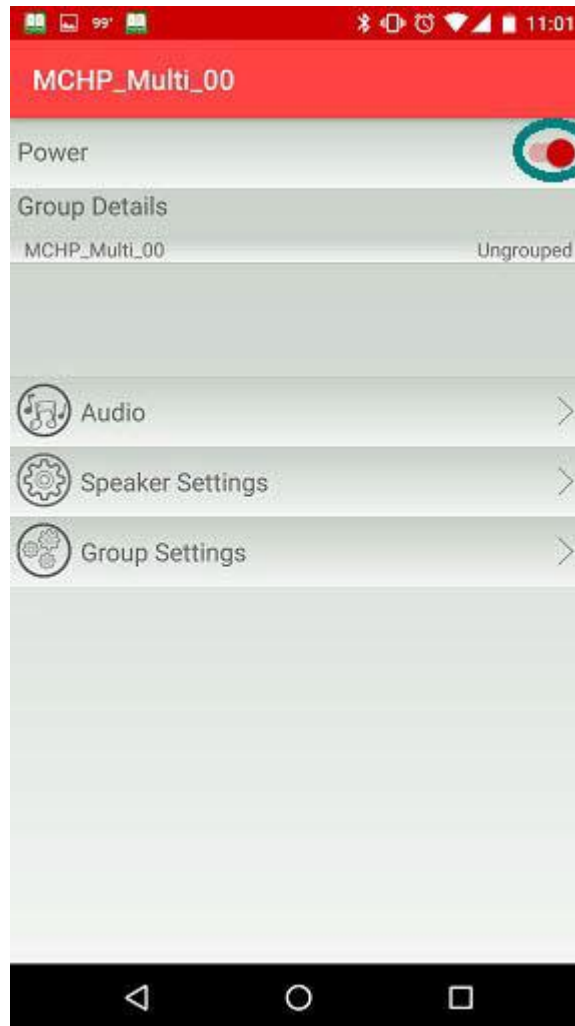 99° 11:01
MCHP_Multi_00
Power
Group Details
MCHP_Multi_00 Ungrouped
Audio
Speaker Settings
Group Settings